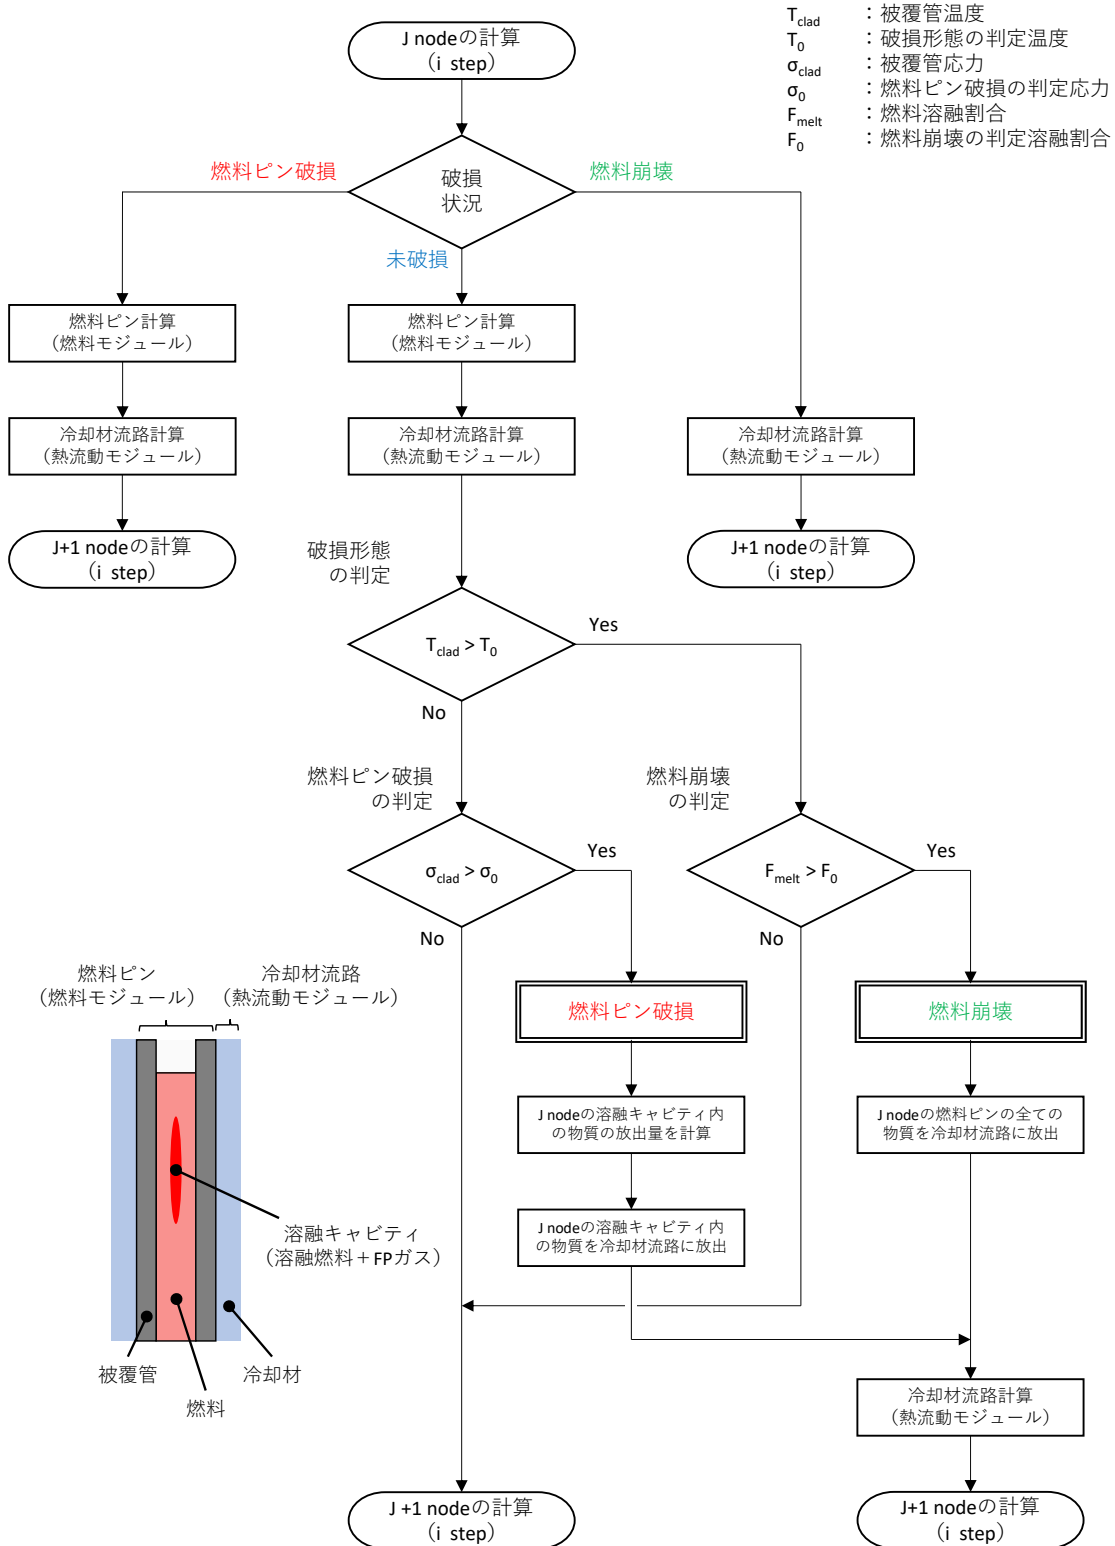 T_clad ：被覆管温度
T_0 ：破損形態の判定温度
σ_clad ：被覆管応力
σ_0 ：燃料ピン破損の判定応力
F_melt ：燃料溶融割合
F_0 ：燃料崩壊の判定溶融割合
J nodeの計算
（i step）
破損
状況
燃料ピン破損
燃料崩壊
未破損
燃料ピン計算
（燃料モジュール）
燃料ピン計算
（燃料モジュール）
冷却材流路計算
（熱流動モジュール）
冷却材流路計算
（熱流動モジュール）
冷却材流路計算
（熱流動モジュール）
J+1 nodeの計算
（i step）
J+1 nodeの計算
（i step）
破損形態
の判定
T_clad > T_0
Yes
No
燃料ピン破損
の判定
燃料崩壊
の判定
σ_clad > σ_0
Yes
No
F_melt > F_0
Yes
No
燃料ピン破損
燃料崩壊
J nodeの溶融キャビティ内
の物質の放出量を計算
J nodeの燃料ピンの全ての
物質を冷却材流路に放出
J nodeの溶融キャビティ内
の物質を冷却材流路に放出
冷却材流路計算
（熱流動モジュール）
J +1 nodeの計算
（i step）
J+1 nodeの計算
（i step）
燃料ピン
（燃料モジュール）
冷却材流路
（熱流動モジュール）
溶融キャビティ
（溶融燃料＋FPガス）
被覆管
燃料
冷却材